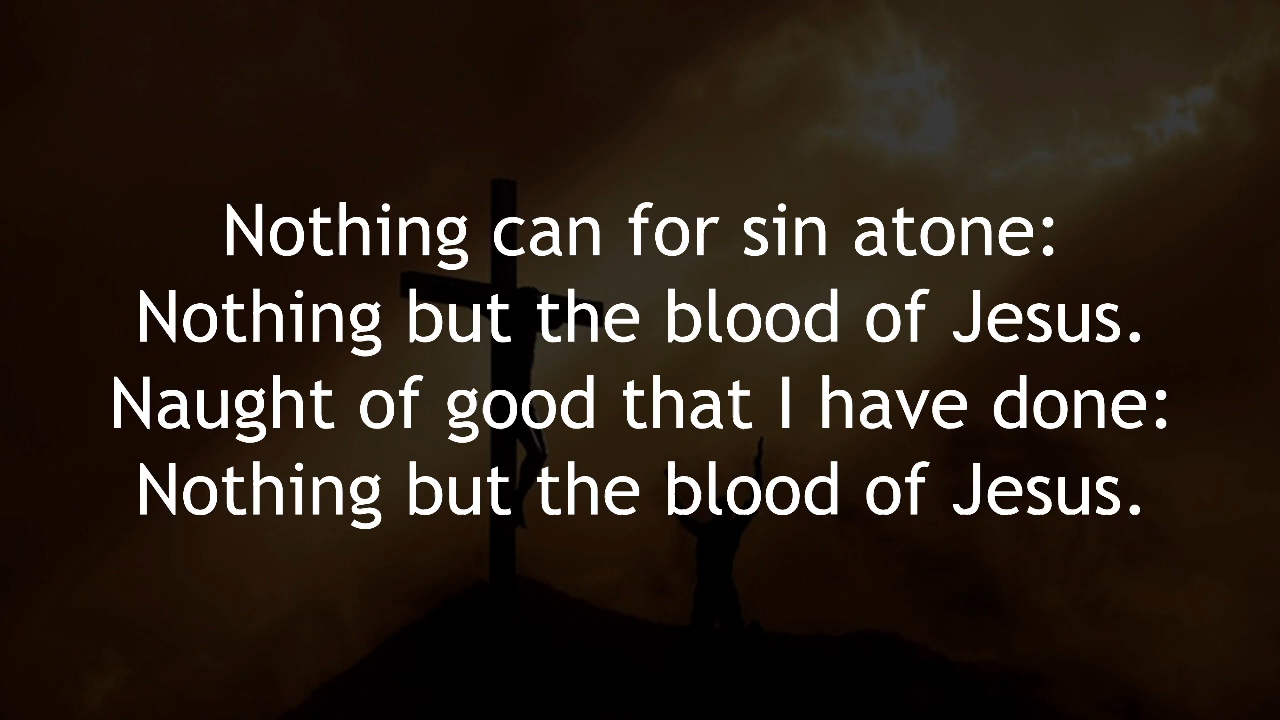 Nothing can for sin atone:
Nothing but the blood of Jesus.
Naught of good that I have done:
Nothing but the blood of Jesus.